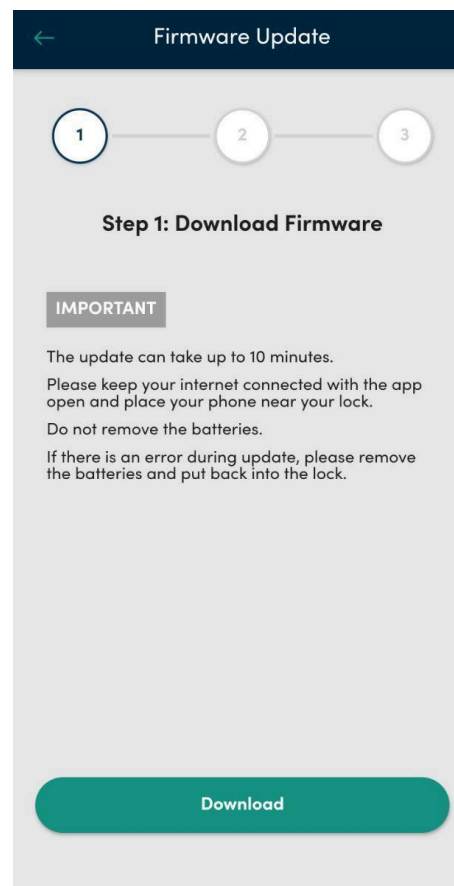 Firmware Update
1
2
3
Step 1: Download Firmware
IMPORTANT
The update can take up to 10 minutes.
Please keep your internet connected with the app
open and place your phone near your lock.
Do not remove the batteries.
If there is an error during update, please remove
the batteries and put back into the lock.
Download